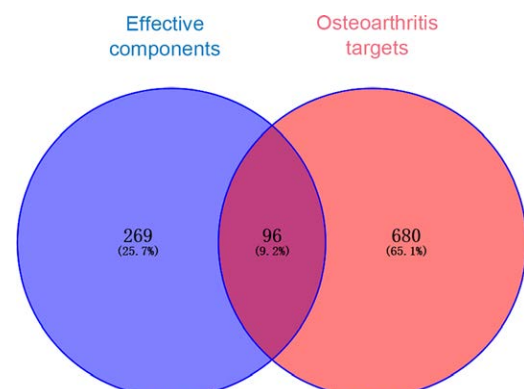 Effective
components
Osteoarthritis
targets
269
(25.7%)
96
(9.2%)
680
(65.1%)